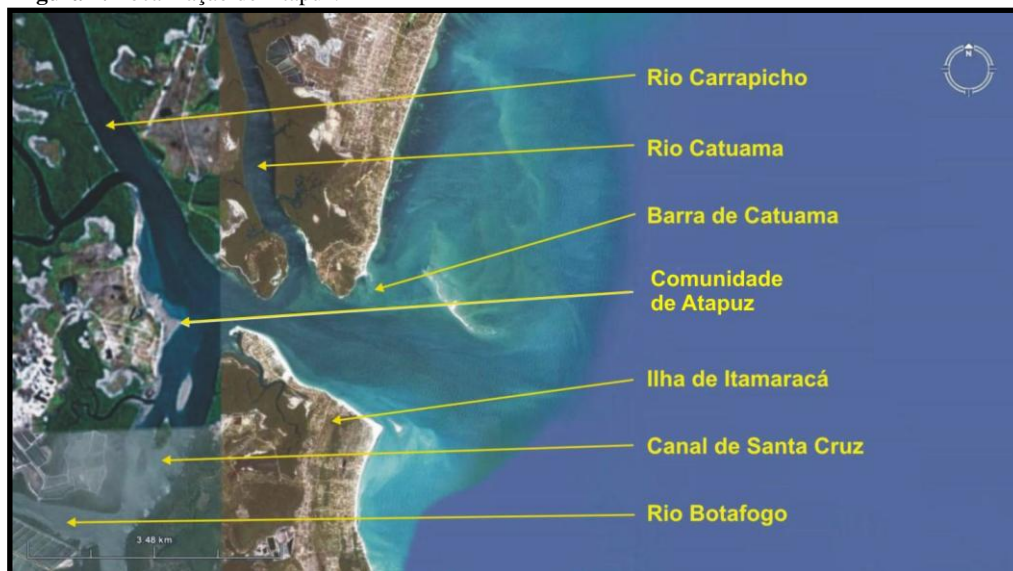 N
Rio Carrapicho
Rio Catuama
Barra de Catuama
Comunidade
de Atapuz
Ilha de Itamaracá
Canal de Santa Cruz
Rio Botafogo
3.48 km